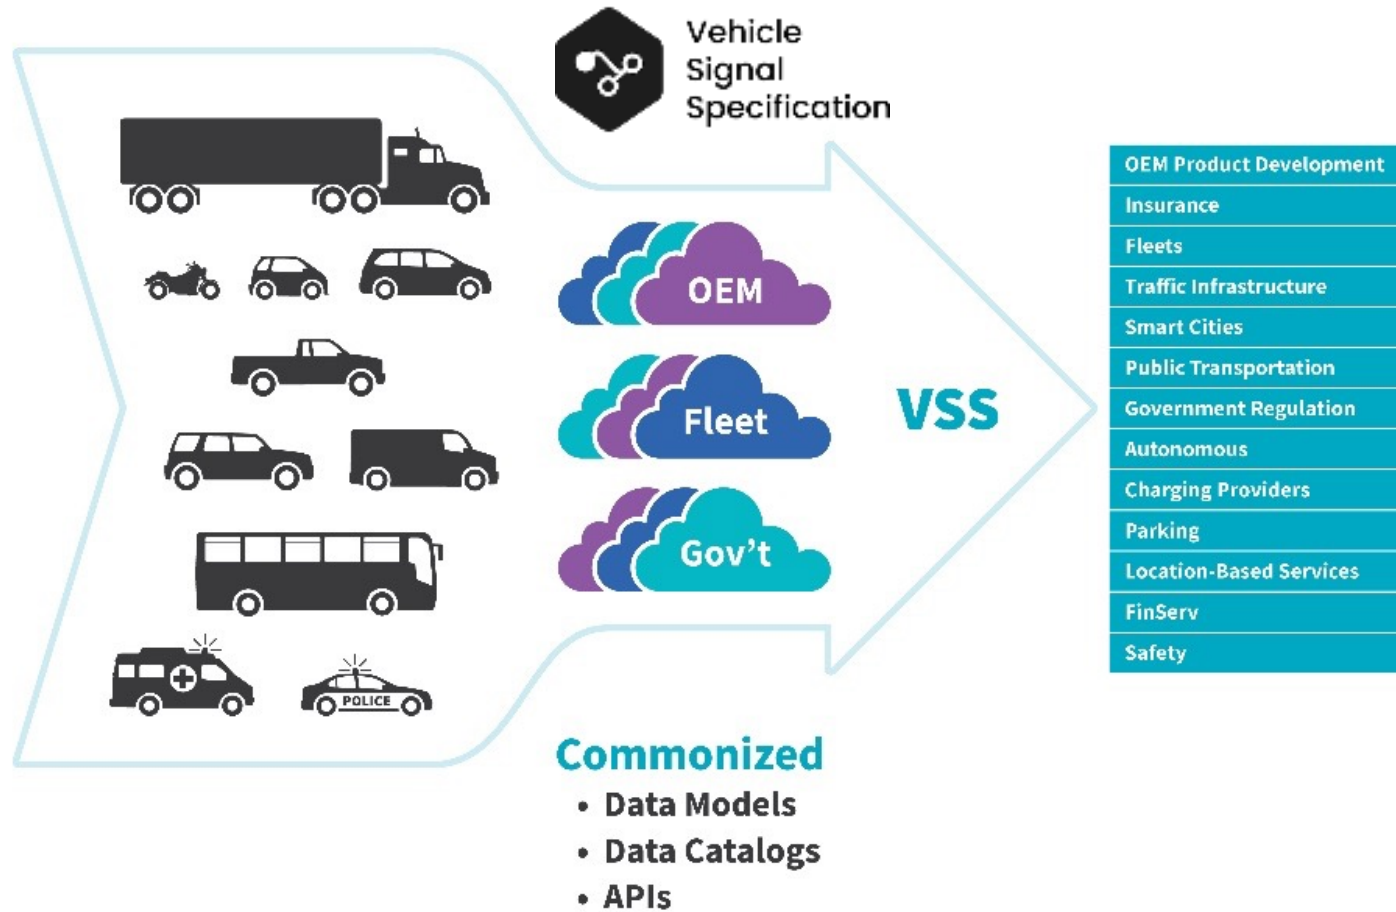 Vehicle
Signal
Specification
OEM
Fleet
Gov't
POLICE
VSS
OEM Product Development
Insurance
Fleets
Traffic Infrastructure
Smart Cities
Public Transportation
Government Regulation
Autonomous
Charging Providers
Parking
Location-Based Services
FinServ
Safety
Commonized
• Data Models
• Data Catalogs
• APIs